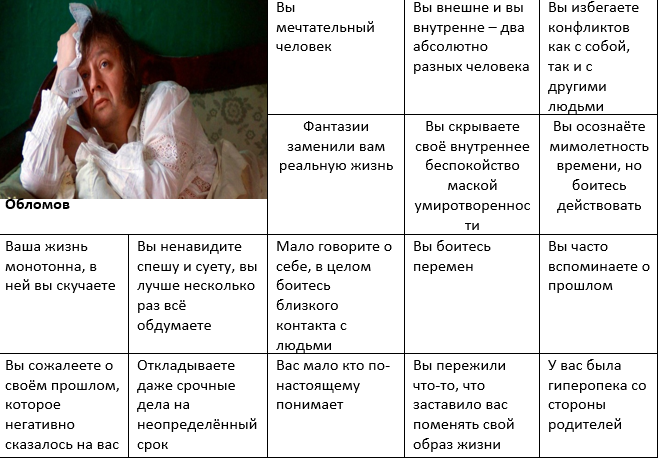 Вы
мечтательный
человек
Вы внешне и вы
внутренне – два
абсолютно
разных человека
Вы избегаете
конфликтов
как с собой,
так и с
другими
людьми
Фантазии
заменили вам
реальную жизнь
Вы скрываете
своё внутреннее
беспокойство
маской
умиротвореннос
ти
Вы осознаёте
мимолетность
времени, но
боитесь
действовать
Обломов
Ваша жизнь
монотонна, в
ней вы скучаете
Вы ненавидите
спешу и суету, вы
лучше несколько
раз всё
обдумаете
Мало говорите о
себе, в целом
боитесь
близкого
контакта с
людьми
Вы боитесь
перемен
Вы часто
вспоминаете о
прошлом
Вы сожалеете о
своём прошлом,
которое
негативно
сказалось на вас
Откладываете
даже срочные
дела на
неопределённый
срок
Вас мало кто по-
настоящему
понимает
Вы пережили
что-то, что
заставило вас
поменять свой
образ жизни
У вас была
гиперопека со
стороны
родителей